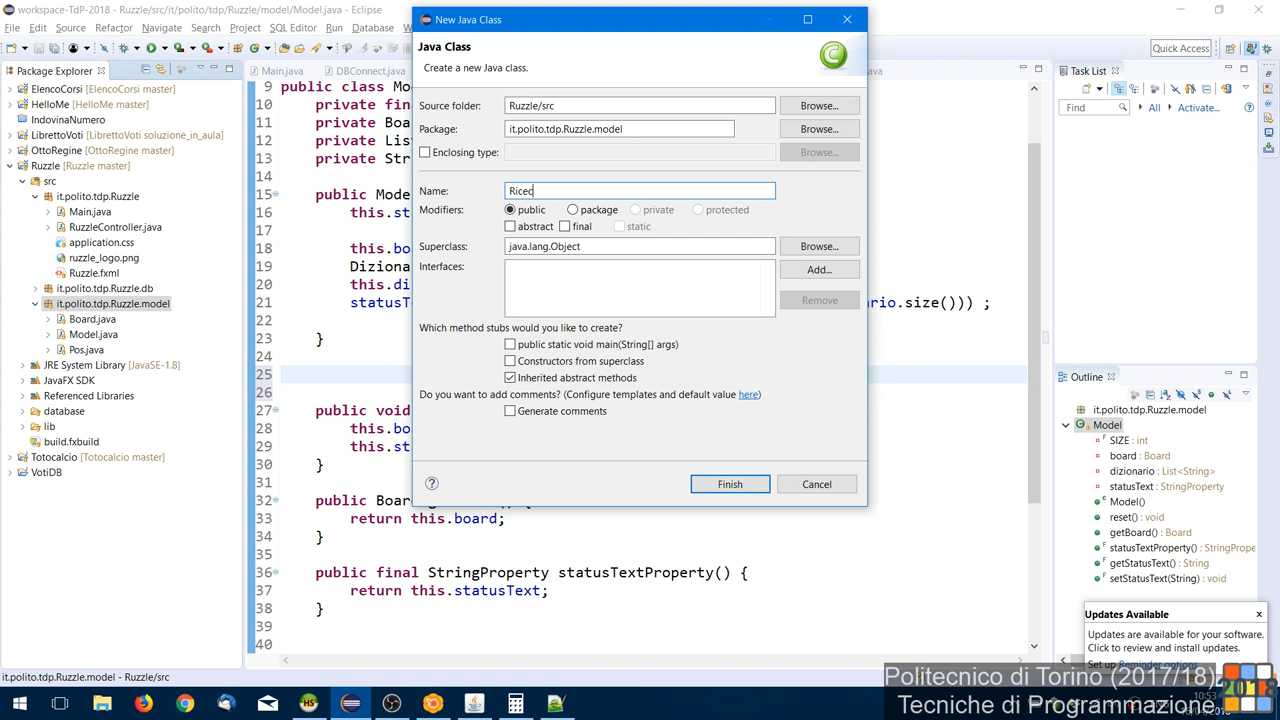 workspace-TdP-2018 - Ruzzle/src/it/polito/tdp/Ruzzle/model/Model.java - Eclipse
File Edit Source Refactor Navigate Search Project Run Database
SQL Editor
New Java Class
Java Class
Create a new Java class.
Source folder: Ruzzle/src Browse...
Package: it.polito.tdp.Ruzzle.model Browse...
Enclosing type: Browse...
Name: Ricec
Modifiers: public package private protected
abstract final static
Superclass: java.lang.Object Browse...
Interfaces: Add...
Remove
Which method stubs would you like to create?
public static void main(String[] args)
Constructors from superclass
Inherited abstract methods
Do you want to add comments? (Configure templates and default value here)
Generate comments
Finish Cancel
Quick Access
Package Explorer
ElencoCorsi [ElencoCorsi master]
HelloMe [HelloMe master]
IndovinaNumero
LibrettoVoti [LibrettoVoti soluzione_in_aula]
OttoRegine [OttoRegine master]
Ruzzle [Ruzzle master]
src
it.polito.tdp.Ruzzle
Main.java
RuzzleController.java
application.css
ruzzle_logo.png
Ruzzle.fxml
it.polito.tdp.Ruzzle.db
it.polito.tdp.Ruzzle.model
Board.java
Model.java
Pos.java
JRE System Library [JavaSE-1.8]
JavaFX SDK
Referenced Libraries
database
lib
build.fxbuild
Totocalcio [Totocalcio master]
VotiDB
Main.java DBConnect.java ava
9 public class Mo
10 private fin
11 private Boa
12 private Lis
13 private Str
15 public Mode
16 this.st
18 this.bo
19 Diziona
20 this.di
21 statusT ario.size())) ;
22
23 }
24
25
26
27 public void
28 this.bo
29 this.st
30 }
31
32 public Boar () {
33 return this.board;
34 }
35
36 public final StringProperty statusTextProperty() {
37 return this.statusText;
38 }
39
40
Task List
Find All Activate...
Outline
it.polito.tdp.Ruzzle.model
Model
SIZE : int
board : Board
dizionario : List<String>
statusText : StringProperty
Model()
reset() : void
getBoard() : Board
statusTextProperty() : StringPrope
getStatusText() : String
setStatusText(String) : void
Updates Available
Updates are available for your software.
Click to review and install updates.
Set up Reminder options
it.polito.tdp.Ruzzle.model - Ruzzle/src
Politecnico di Torino (2017/18)
Tecniche di Programmazione
2018
10:53